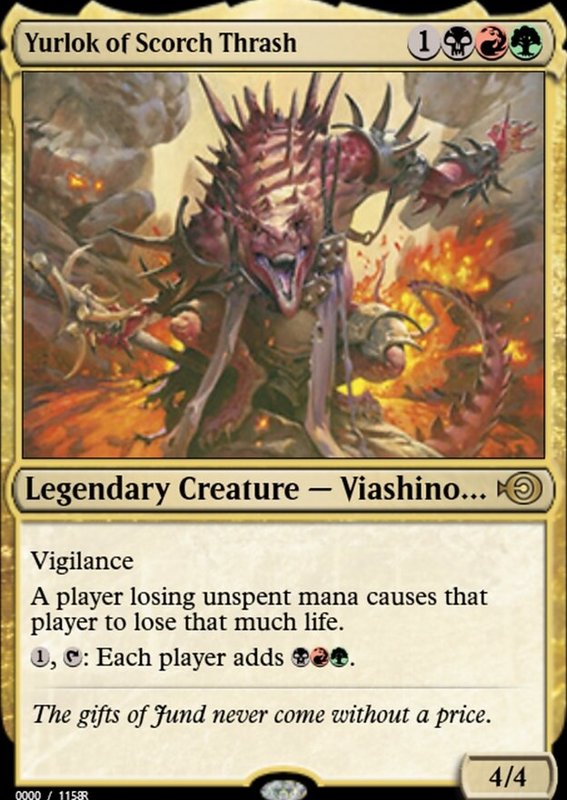 Yurlok of Scorch Thrash 1
Legendary Creature — Viashino...
Vigilance
A player losing unspent mana causes that
player to lose that much life.
1, : Each player adds .
The gifts of Jund never come without a price.
4/4
0000 / 1158R